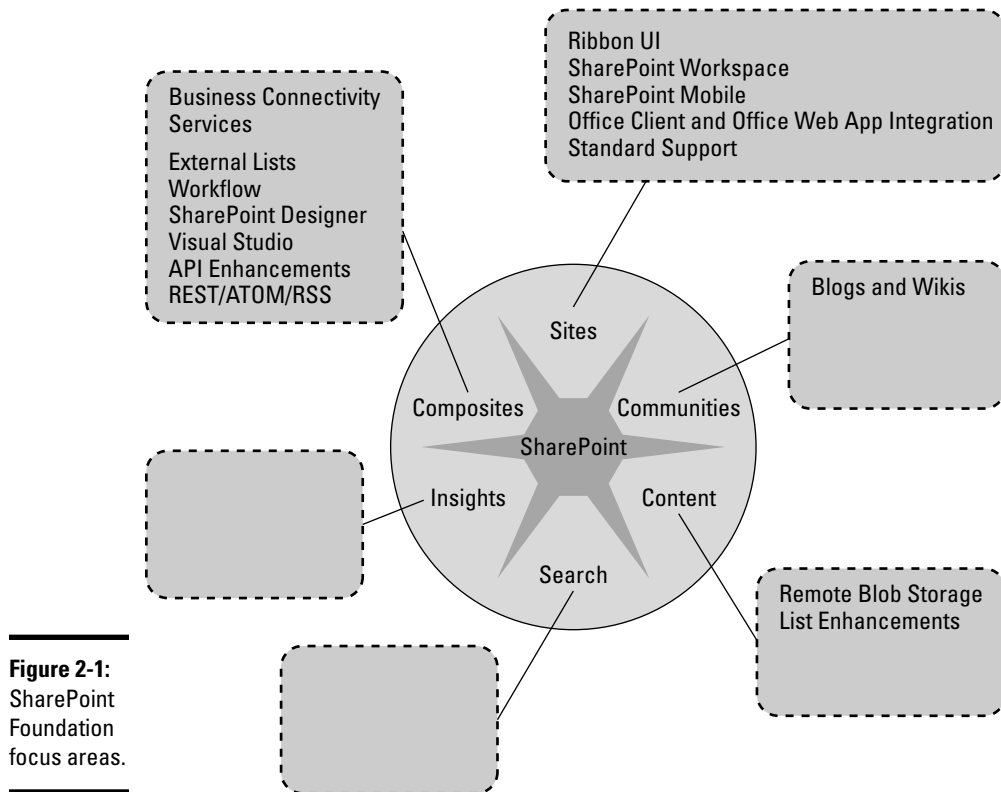 Ribbon UI
SharePoint Workspace
SharePoint Mobile
Office Client and Office Web App Integration
Standard Support
Business Connectivity
Services
External Lists
Workflow
SharePoint Designer
Visual Studio
API Enhancements
REST/ATOM/RSS
Blogs and Wikis
Sites
Composites
Communities
SharePoint
Insights
Content
Search
Remote Blob Storage
List Enhancements
Figure 2-1:
SharePoint
Foundation
focus areas.